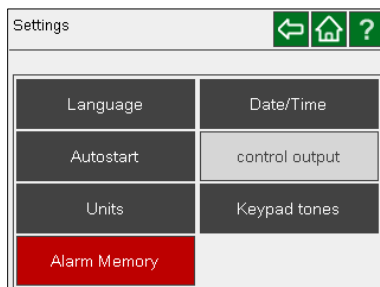 Settings ?
Language Date/Time
Autostart control output
Units Keypad tones
Alarm Memory